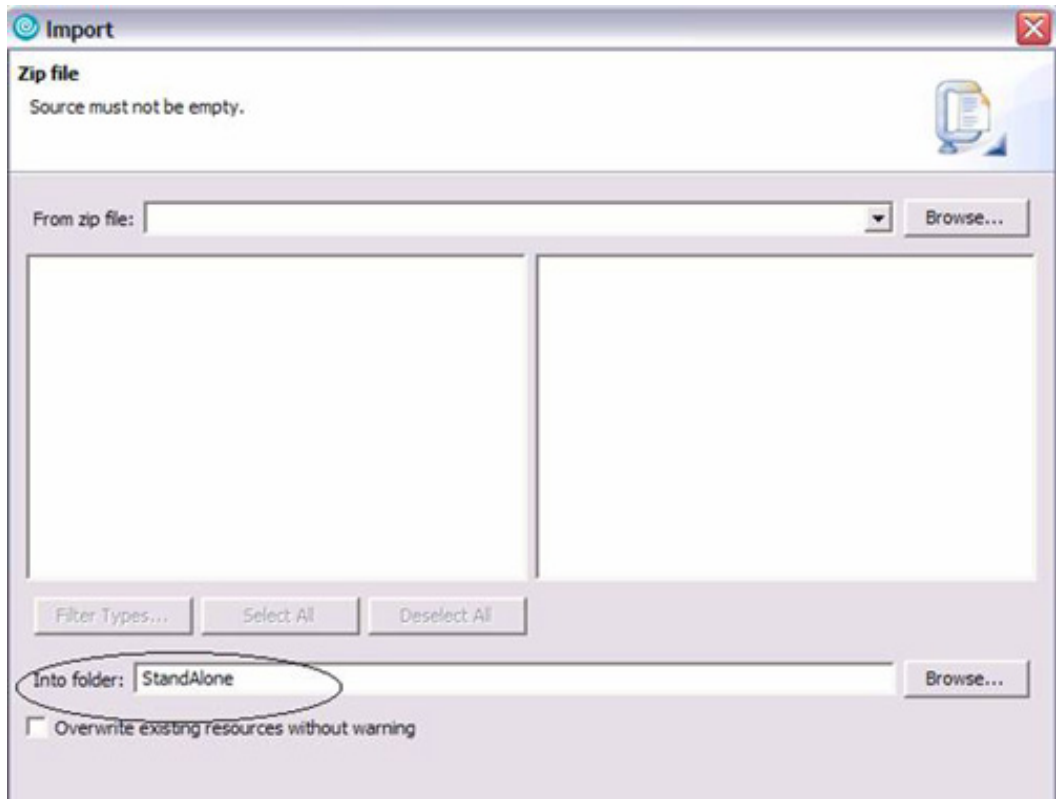 Import
Zip file
Source must not be empty.
From zip file:
Browse...
Filter Types...
Select All
Deselect All
Into folder: StandAlone
Browse...
Overwrite existing resources without warning